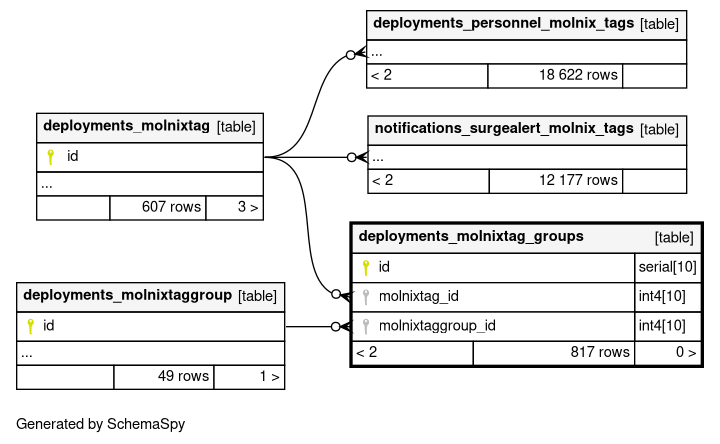 deployments_personnel_molnix_tags [table]
...
< 2 18 622 rows
deployments_molnixtag [table]
id
...
607 rows 3 >
notifications_surgealert_molnix_tags [table]
...
< 2 12 177 rows
deployments_molnixtag_groups [table]
id serial[10]
molnixtag_id int4[10]
molnixtaggroup_id int4[10]
< 2 817 rows 0 >
deployments_molnixtaggroup [table]
id
...
49 rows 1 >
Generated by SchemaSpy